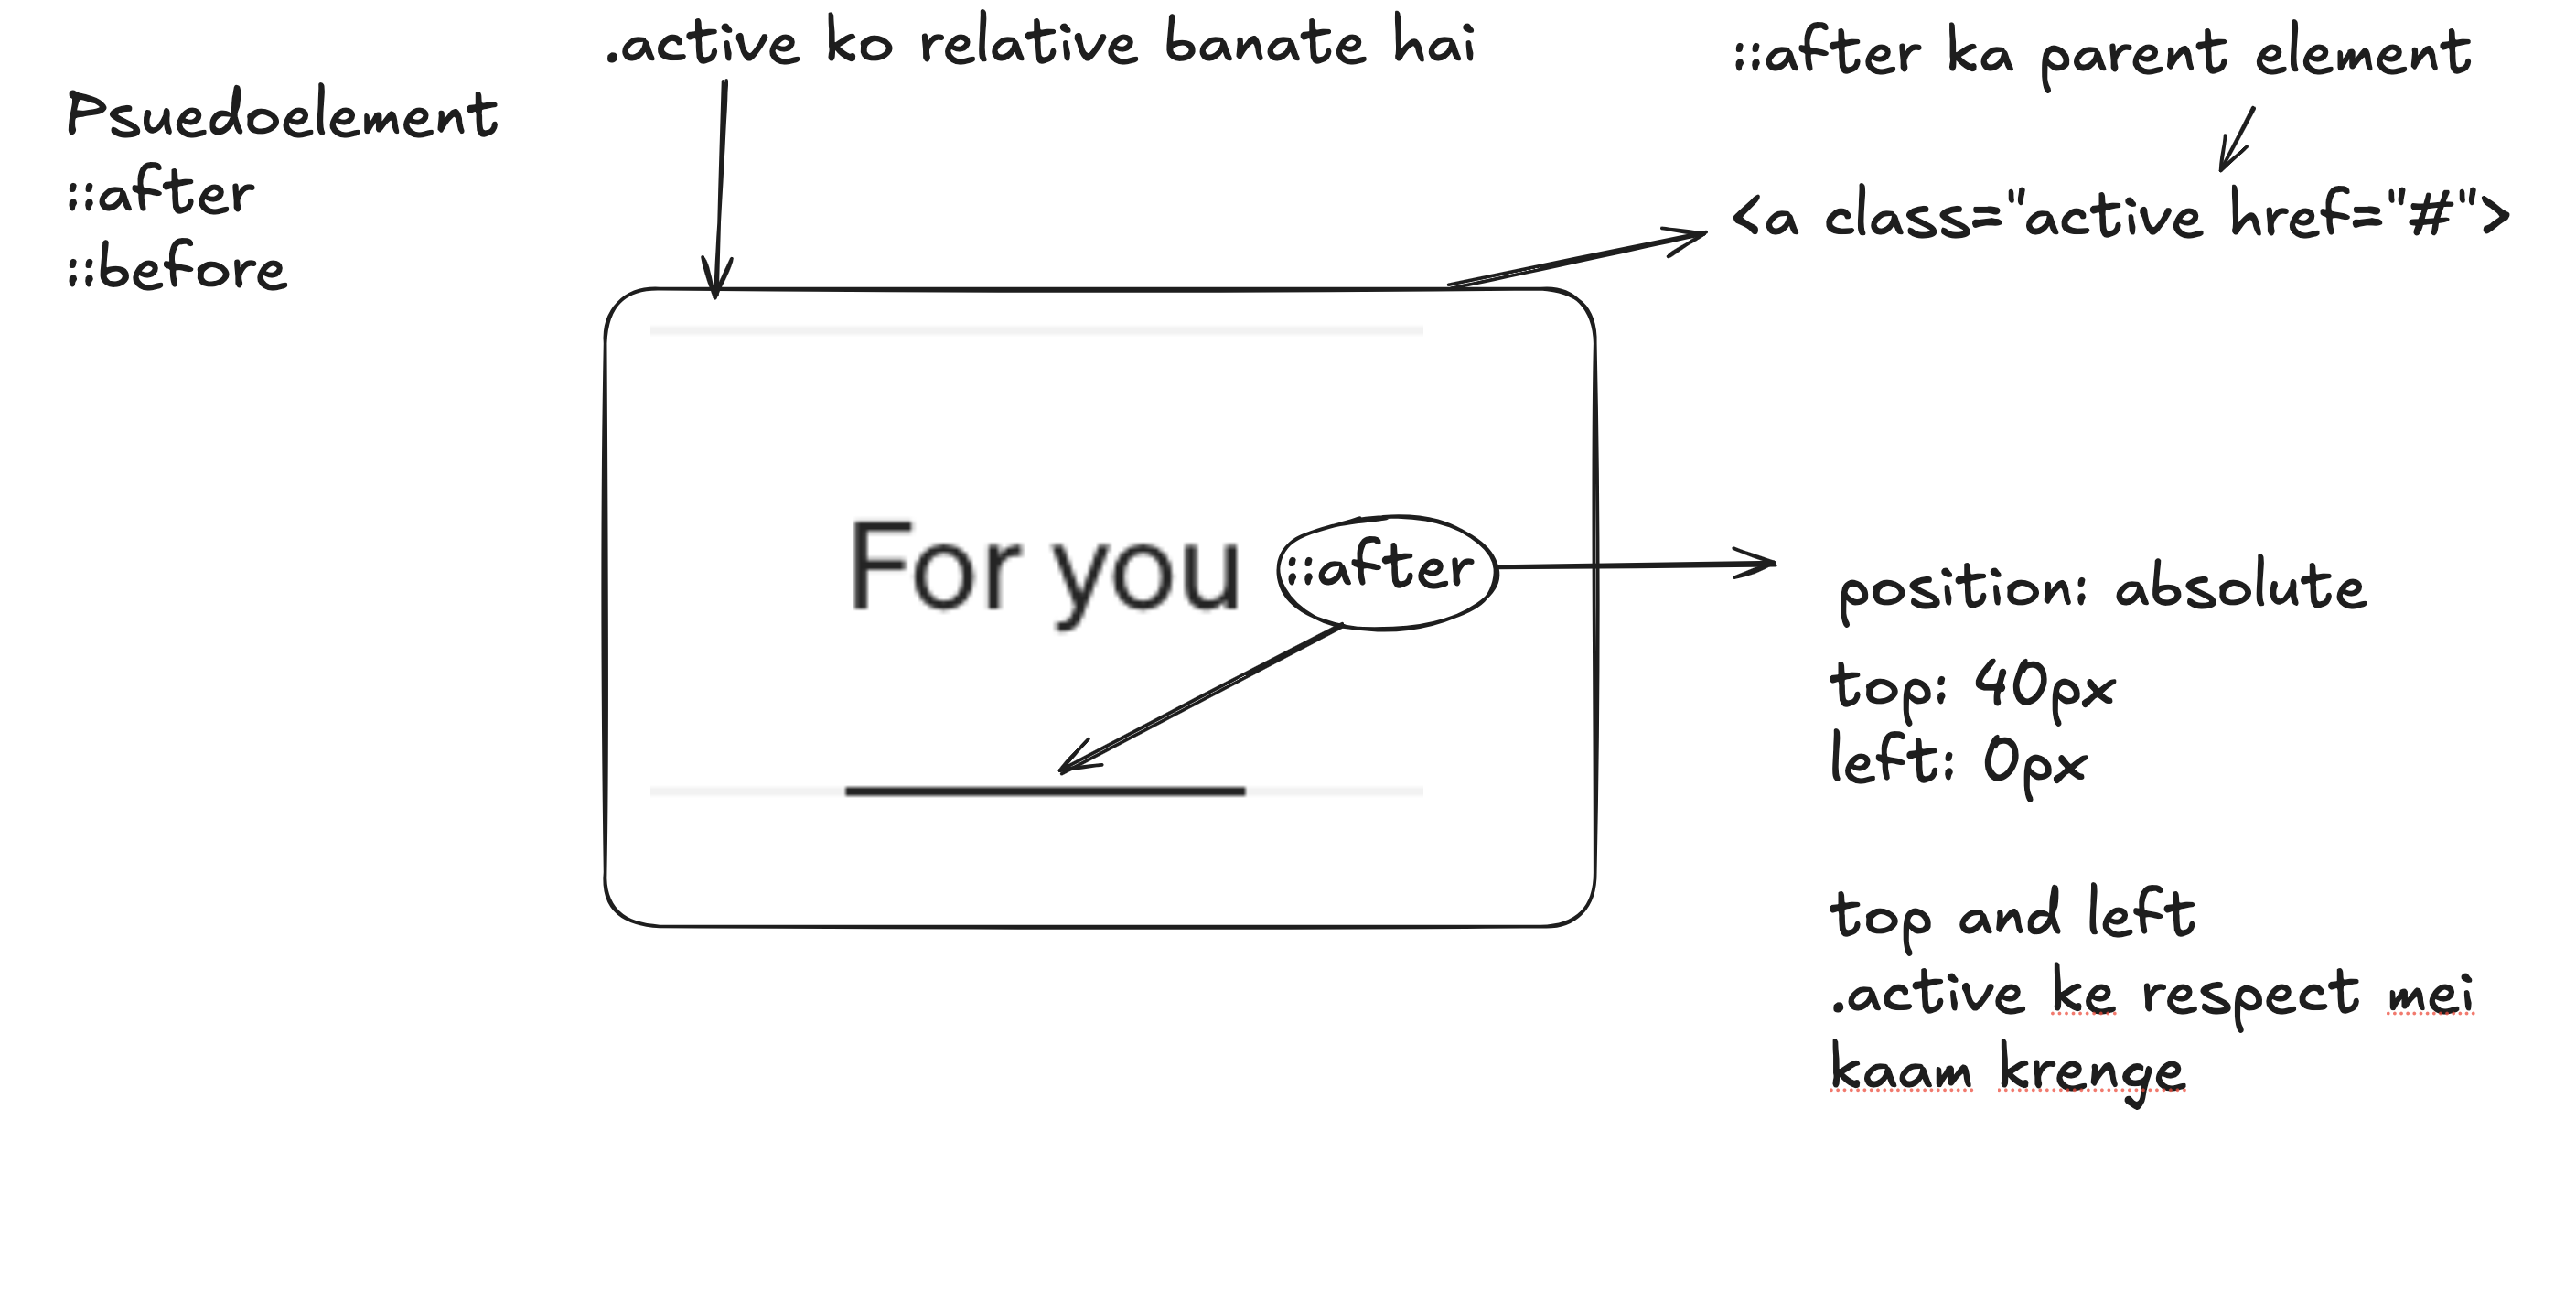 .active ko relative banate hai
::after ka parent element
Psuedoelement
::after
::before
<a class="active href="#">
For you
::after
position: absolute
top: 40px
left: 0px
top and left
.active ke respect mei
kaam krenge